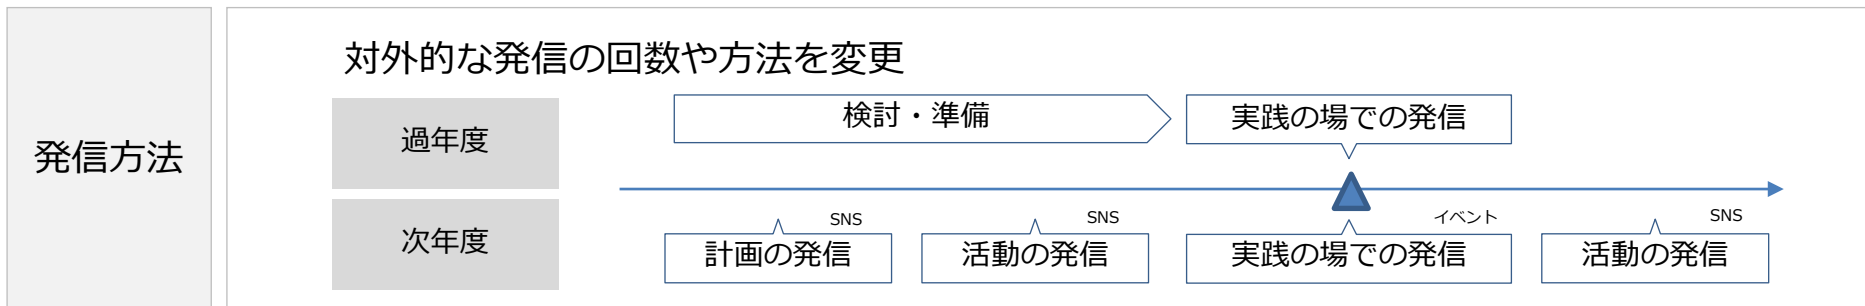 発信方法
対外的な発信の回数や方法を変更
過年度
検討・準備
実践の場での発信
次年度
SNS
計画の発信
SNS
活動の発信
イベント
実践の場での発信
SNS
活動の発信